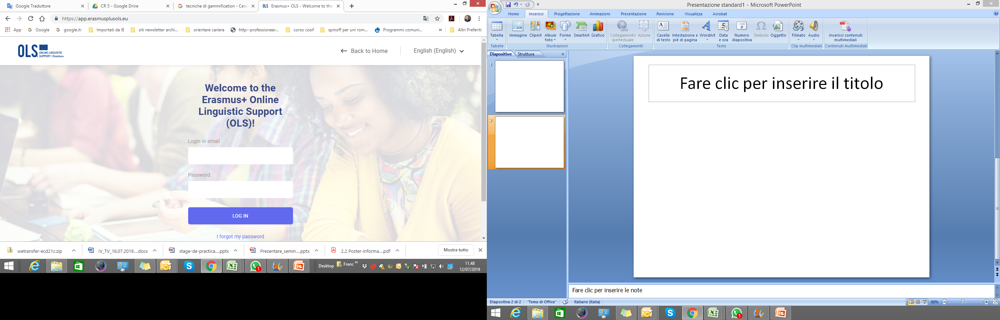 Google Traduttore
CR 5 - Google Drive
tecniche di gammification - Cerca
OLS Erasmus+ OLS - Welcome to the
https://app.erasmusplusols.eu
App
Google
google.it-
Importati da IE
siti newsletter archi...
orientare cariera
http--professionear...
corso cosif
spinoff per uni rom...
Programmi comuni...
»
Altri Preferiti
OLS ONLINE LINGUISTIC
SUPPORT / Erasmus+
Back to Home
English (English)
Welcome to the
Erasmus+ Online
Linguistic Support
(OLS)!
Login or email
Password
LOG IN
I forgot my password
wetransfer-ecd21c.zip
IV_TV_16.07.2019....docx
stage-de-practica....pptx
Prezentare_semin....pptx
2.2 Poster-informa....pdf
Mostra tutto
1
Desktop
Franc »
11.48
12/07/2019
Presentazione standard1 - Microsoft PowerPoint
Home
Inserisci
Progettazione
Animazioni
Presentazione
Revisione
Visualizza
Acrobat
Tabella
Immagine
ClipArt
Album
foto
Forme
SmartArt
Grafico
Collegamento
ipertestuale
Azione
Casella
di testo
Intestazione e
piè di pagina
WordArt
Data
e ora
Numero
diapositiva
Simbolo
Oggetto
Filmato
Audio
Inserisci contenuti
multimediali
Tabelle
Illustrazioni
Collegamenti
Testo
Clip multimediali
Contenuti multimediali
Diapositive
Struttura
x
1
2
Fare clic per inserire il titolo
Fare clic per inserire le note
Diapositiva 2 di 2
"Tema di Office"
Italiano (Italia)
86%
1